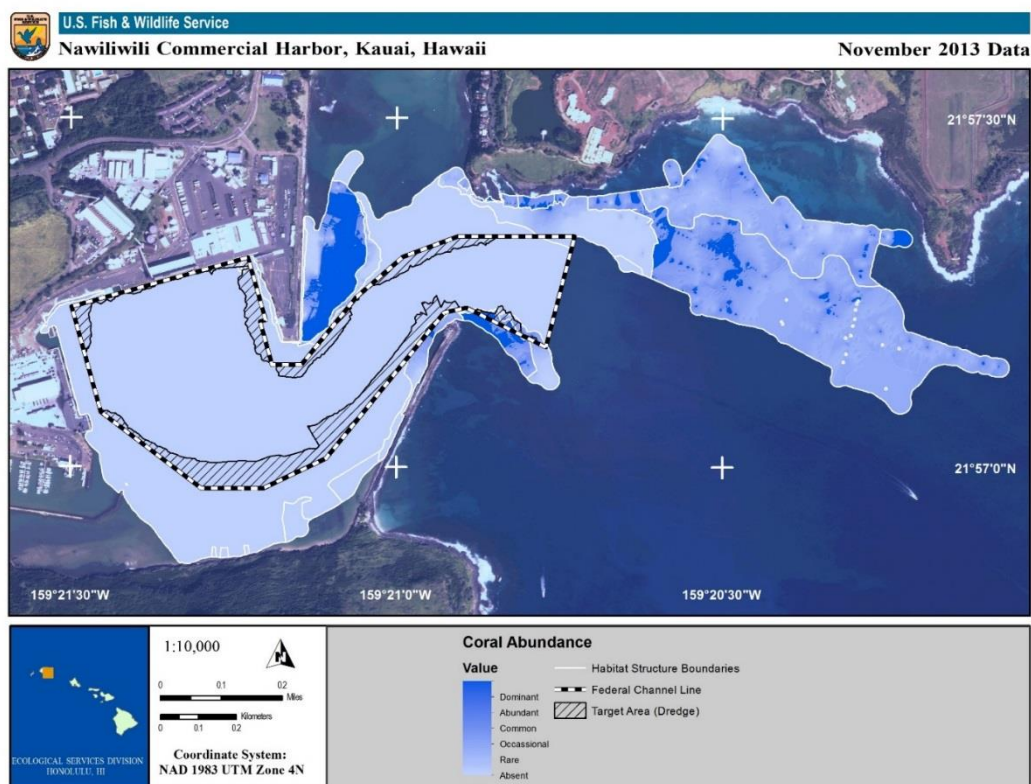 U.S.
FISH & WILDLIFE
SERVICE
U.S. Fish & Wildlife Service
Nawiliwili Commercial Harbor, Kauai, Hawaii
November 2013 Data
21°57'30"N
21°57'0"N
159°21'30"W
159°21'0"W
159°20'30"W
ECOLOGICAL SERVICES DIVISION
HONOLULU, HI
1:10,000
N
0 0.1 0.2
Miles
Kilometers
0 0.1 0.2
Coordinate System:
NAD 1983 UTM Zone 4N
Coral Abundance
Value
Dominant
Abundant
Common
Occassional
Rare
Absent
Habitat Structure Boundaries
Federal Channel Line
Target Area (Dredge)